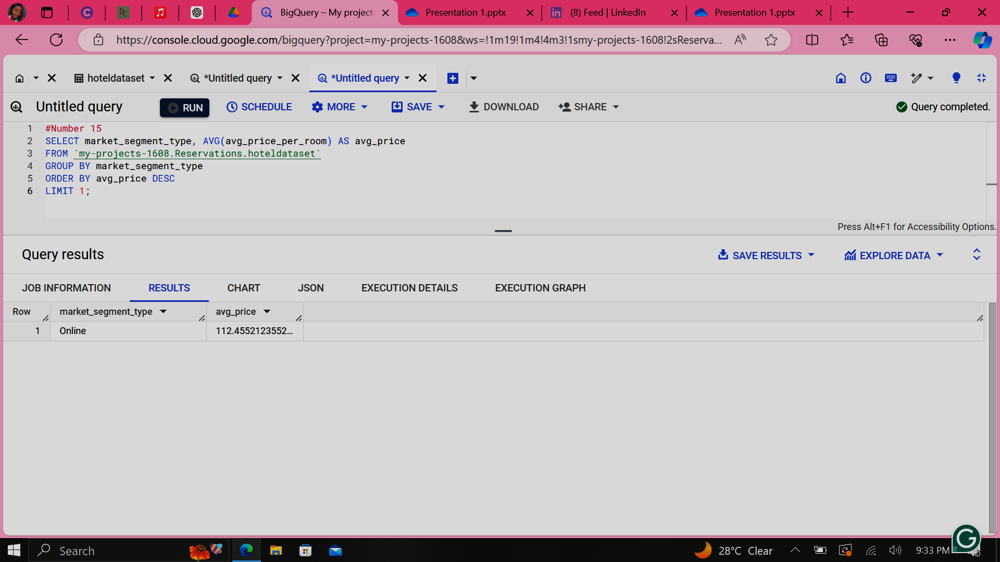 BigQuery – My projects
Presentation 1.pptx
(8) Feed | LinkedIn
Presentation 1.pptx
https://console.cloud.google.com/bigquery?project=my-projects-1608&ws=!1m19!1m4!4m3!1smy-projects-1608!2sReserva...
hoteldataset
*Untitled query
*Untitled query
Untitled query
RUN
SCHEDULE
MORE
SAVE
DOWNLOAD
SHARE
Query completed.
1 #Number 15
2 SELECT market_segment_type, AVG(avg_price_per_room) AS avg_price
3 FROM `my-projects-1608.Reservations.hoteldataset`
4 GROUP BY market_segment_type
5 ORDER BY avg_price DESC
6 LIMIT 1;
Press Alt+F1 for Accessibility Options.
Query results
SAVE RESULTS
EXPLORE DATA
JOB INFORMATION
RESULTS
CHART
JSON
EXECUTION DETAILS
EXECUTION GRAPH
Row market_segment_type avg_price
1 Online 112.4552123552...
Search
28°C Clear
9:33 PM